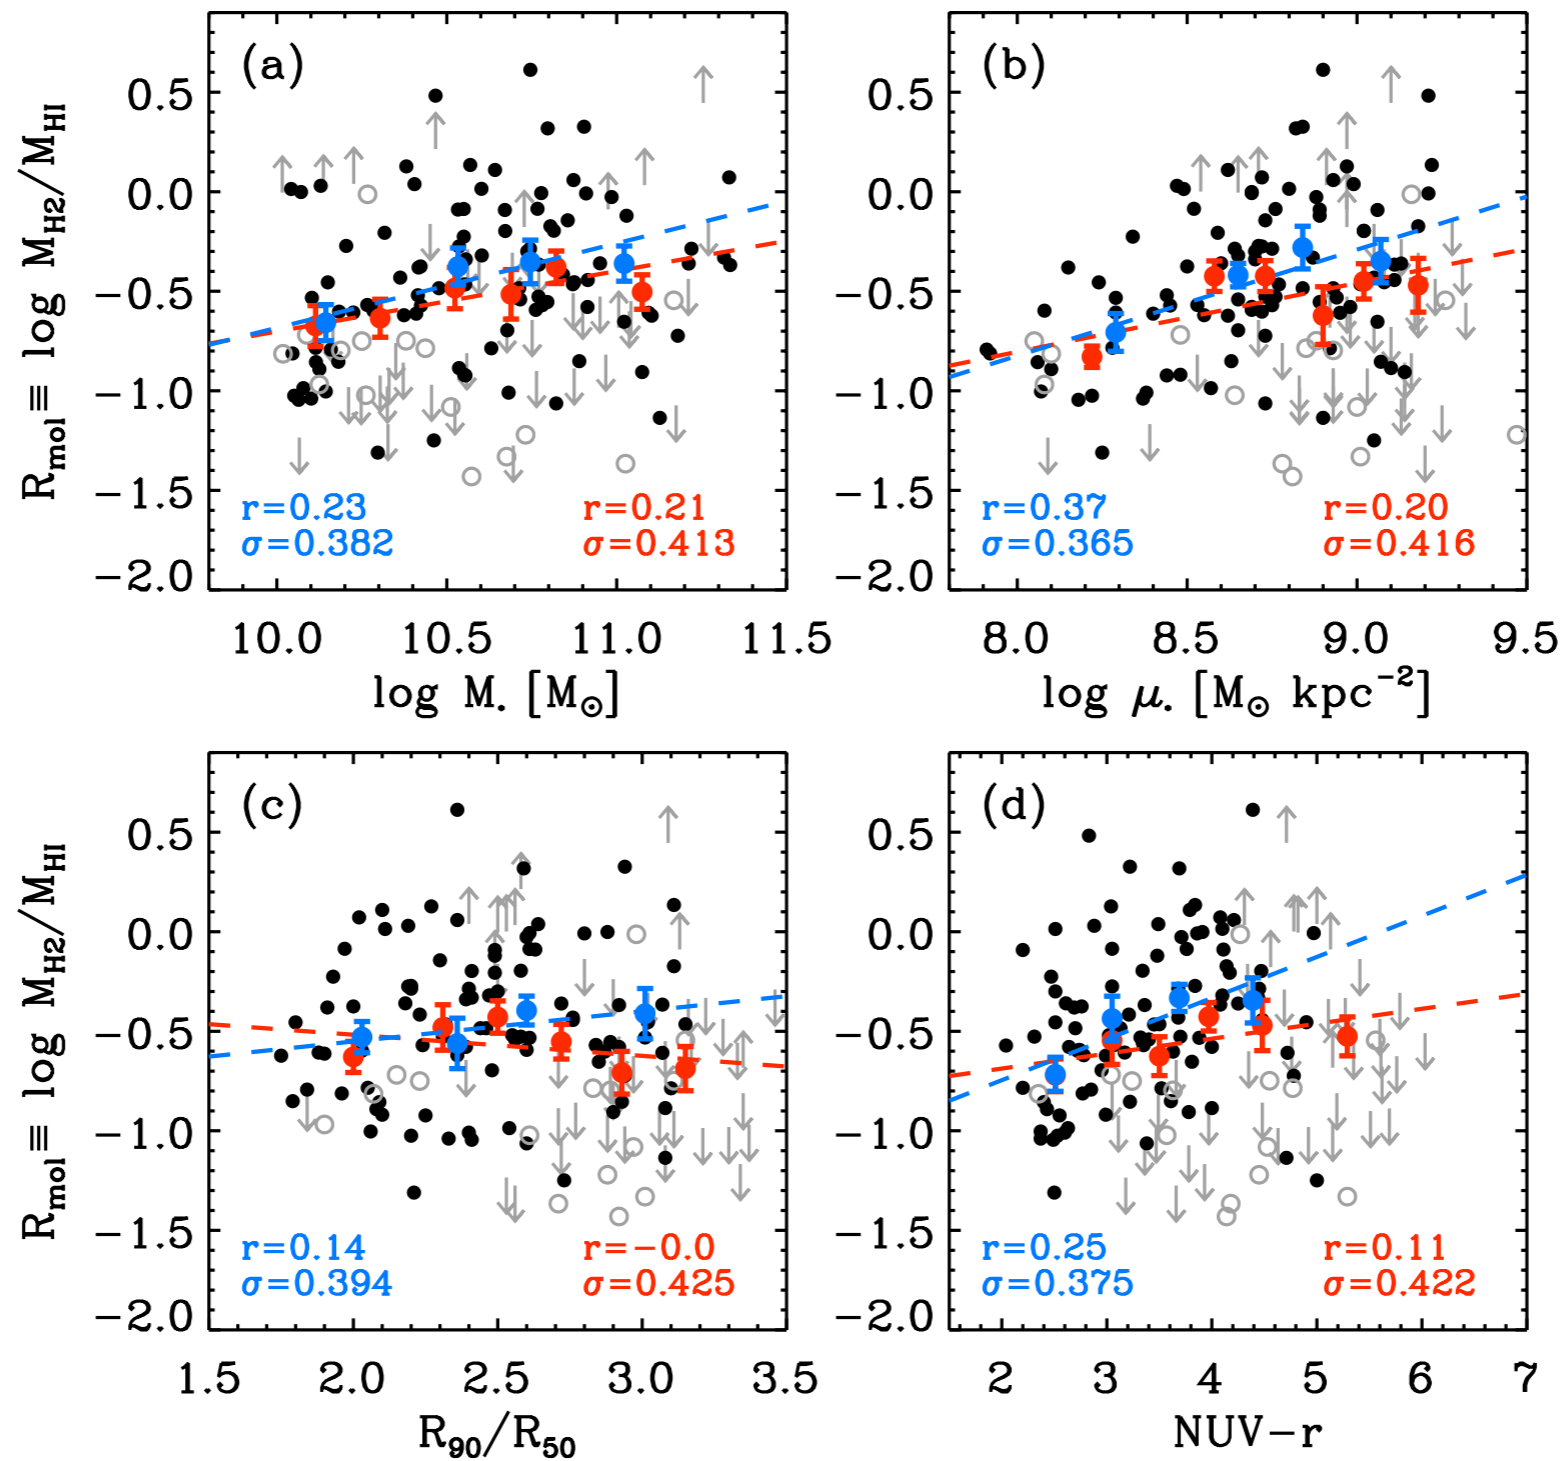 (a)
R_mol ≡ log M_H2/M_HI
0.5
0.0
−0.5
−1.0
−1.5
−2.0
r=0.23
σ=0.382
r=0.21
σ=0.413
10.0 10.5 11.0 11.5
log M* [M⊙]
(b)
0.5
0.0
−0.5
−1.0
−1.5
−2.0
r=0.37
σ=0.365
r=0.20
σ=0.416
8.0 8.5 9.0 9.5
log μ* [M⊙ kpc⁻²]
(c)
R_mol ≡ log M_H2/M_HI
0.5
0.0
−0.5
−1.0
−1.5
−2.0
r=0.14
σ=0.394
r=−0.0
σ=0.425
1.5 2.0 2.5 3.0 3.5
R_90/R_50
(d)
0.5
0.0
−0.5
−1.0
−1.5
−2.0
r=0.25
σ=0.375
r=0.11
σ=0.422
2 3 4 5 6 7
NUV−r